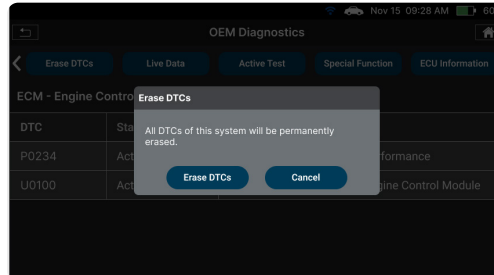 Nov 15 09:28 AM 60
OEM Diagnostics
Erase DTCs Live Data Active Test Special Function ECU Information
ECM - Engine Contro
Erase DTCs
All DTCs of this system will be permanently
erased.
Erase DTCs Cancel
DTC Sta
P0234 Act formance
U0100 Act gine Control Module